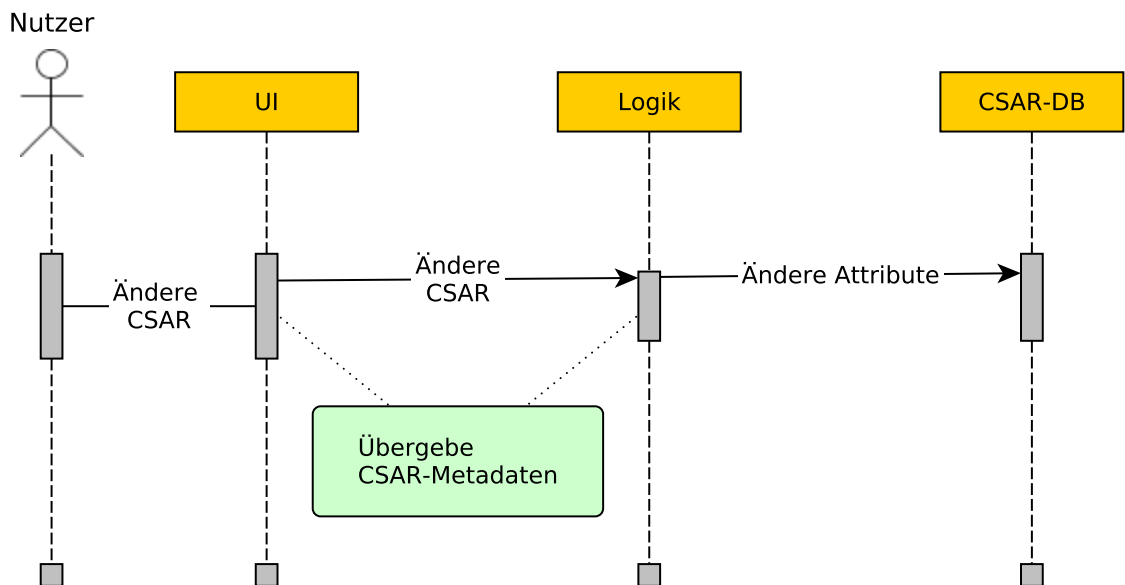 Nutzer
UI
Logik
CSAR-DB
Ändere
CSAR
Ändere
CSAR
Ändere Attribute
Übergebe
CSAR-Metadaten